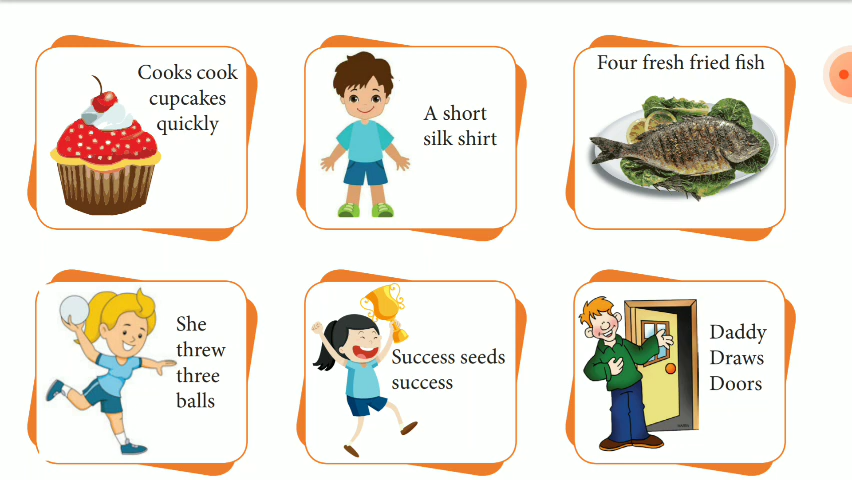 Cooks cook
cupcakes
quickly
A short
silk shirt
Four fresh fried fish
She
threw
three
balls
Success seeds
success
Daddy
Draws
Doors